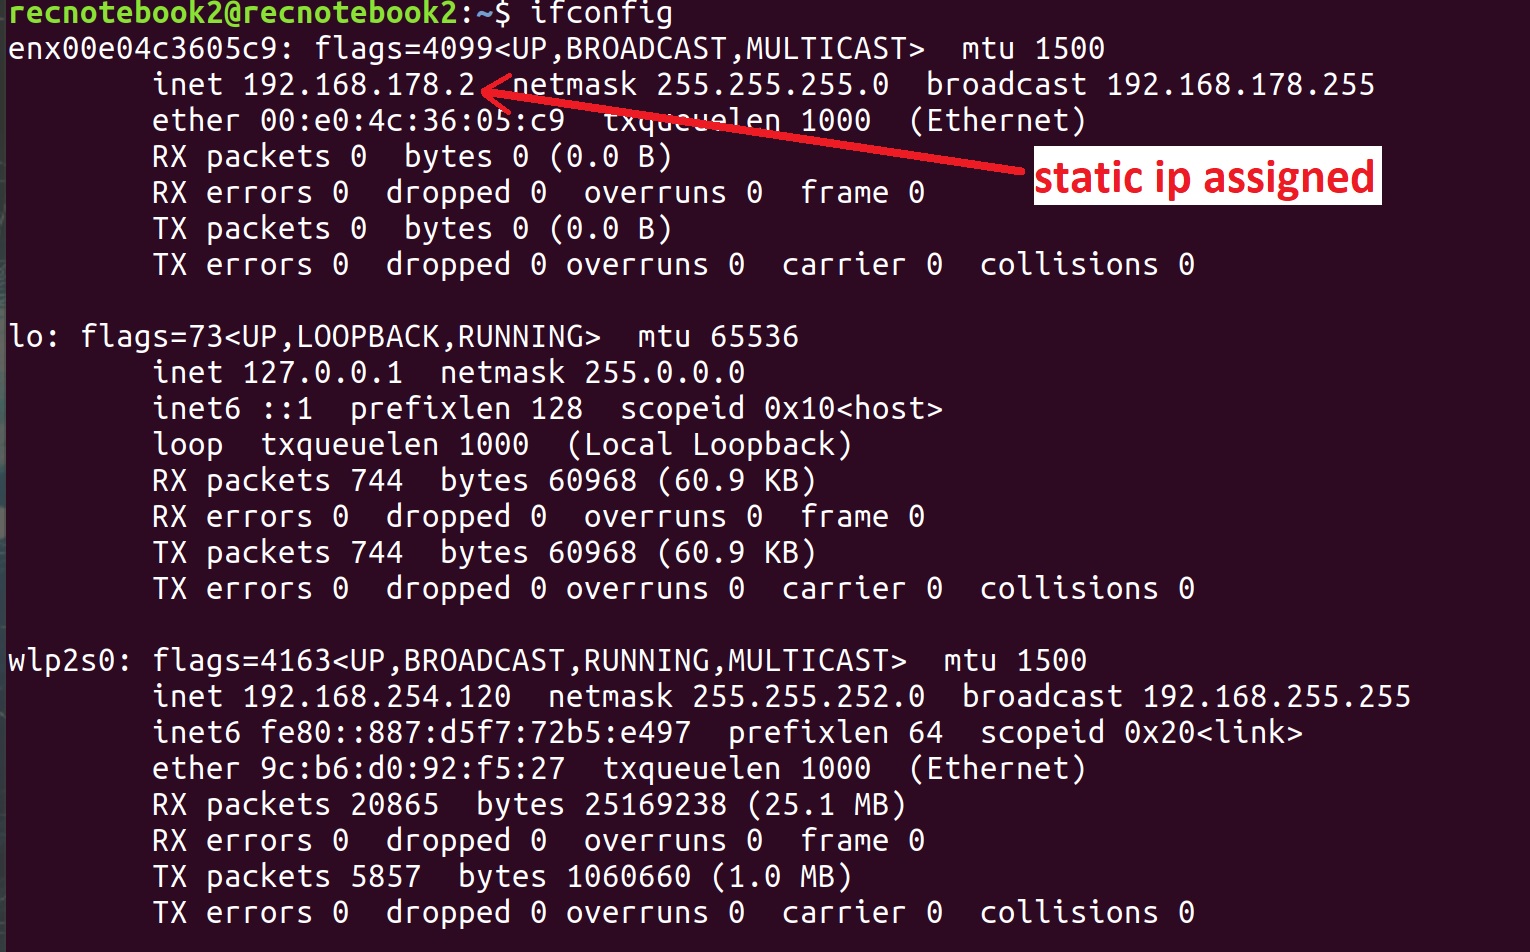 recnotebook2@recnotebook2:~$ ifconfig
enx00e04c3605c9: flags=4099<UP,BROADCAST,MULTICAST>  mtu 1500
        inet 192.168.178.2  netmask 255.255.255.0  broadcast 192.168.178.255
        ether 00:e0:4c:36:05:c9  txqueuelen 1000  (Ethernet)
        RX packets 0  bytes 0 (0.0 B)
static ip assigned
        RX errors 0  dropped 0  overruns 0  frame 0
        TX packets 0  bytes 0 (0.0 B)
        TX errors 0  dropped 0 overruns 0  carrier 0  collisions 0

lo: flags=73<UP,LOOPBACK,RUNNING>  mtu 65536
        inet 127.0.0.1  netmask 255.0.0.0
        inet6 ::1  prefixlen 128  scopeid 0x10<host>
        loop  txqueuelen 1000  (Local Loopback)
        RX packets 744  bytes 60968 (60.9 KB)
        RX errors 0  dropped 0  overruns 0  frame 0
        TX packets 744  bytes 60968 (60.9 KB)
        TX errors 0  dropped 0 overruns 0  carrier 0  collisions 0

wlp2s0: flags=4163<UP,BROADCAST,RUNNING,MULTICAST>  mtu 1500
        inet 192.168.254.120  netmask 255.255.252.0  broadcast 192.168.255.255
        inet6 fe80::887:d5f7:72b5:e497  prefixlen 64  scopeid 0x20<link>
        ether 9c:b6:d0:92:f5:27  txqueuelen 1000  (Ethernet)
        RX packets 20865  bytes 25169238 (25.1 MB)
        RX errors 0  dropped 0  overruns 0  frame 0
        TX packets 5857  bytes 1060660 (1.0 MB)
        TX errors 0  dropped 0 overruns 0  carrier 0  collisions 0